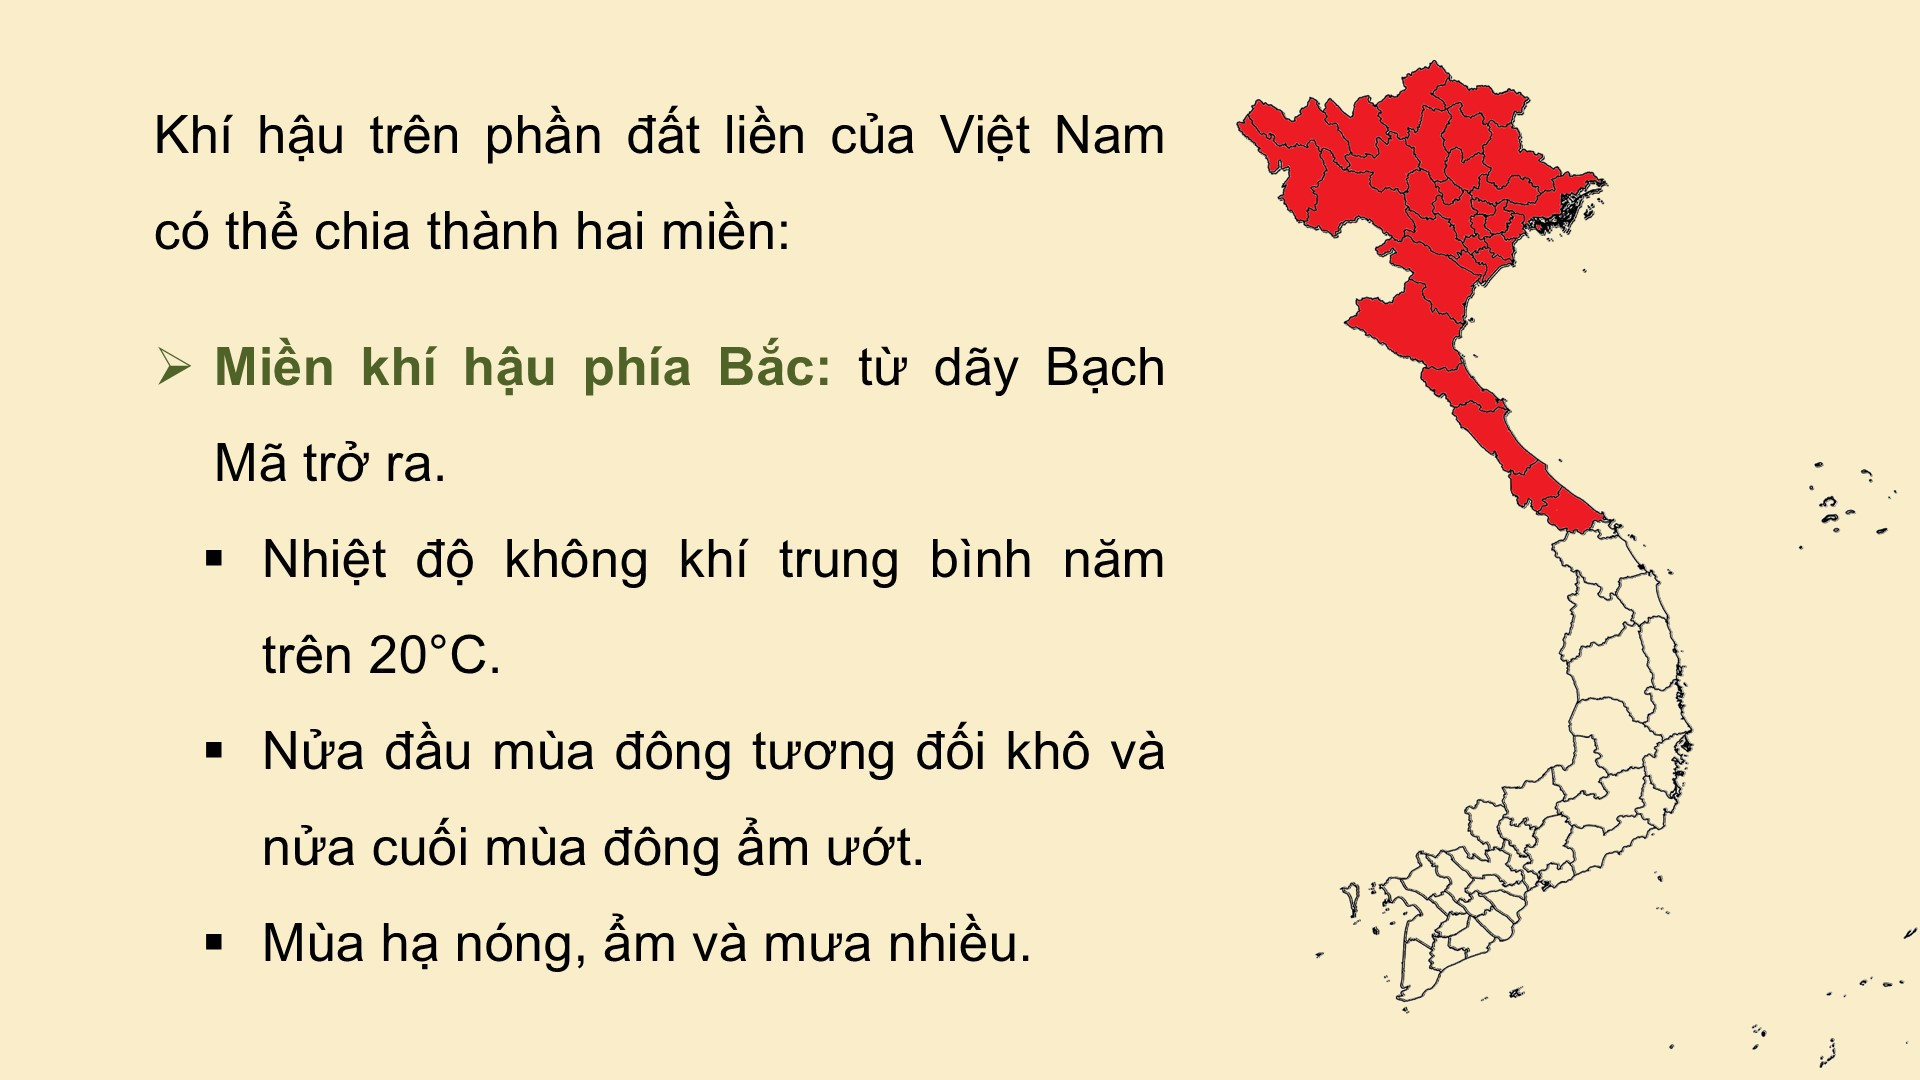 Khí hậu trên phần đất liền của Việt Nam
có thể chia thành hai miền:
➢ Miền khí hậu phía Bắc: từ dãy Bạch
Mã trở ra.
▪ Nhiệt độ không khí trung bình năm
trên 20°C.
▪ Nửa đầu mùa đông tương đối khô và
nửa cuối mùa đông ẩm ướt.
▪ Mùa hạ nóng, ẩm và mưa nhiều.